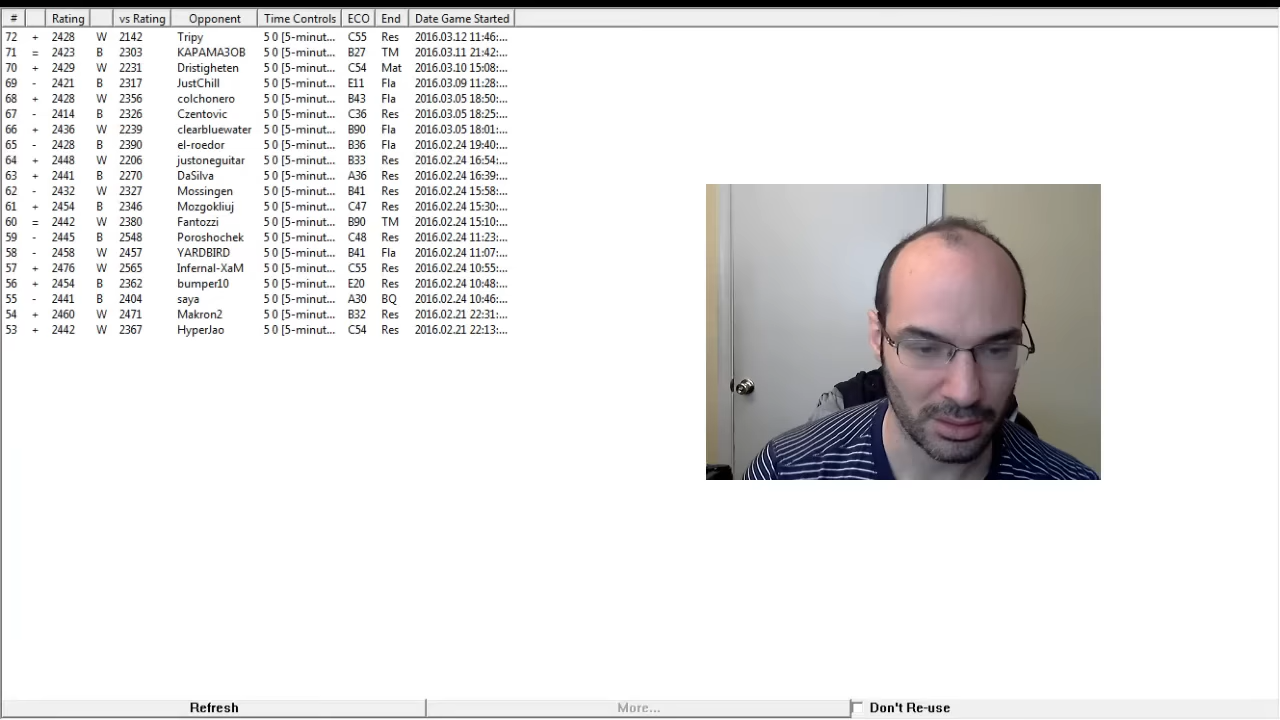 # Rating vs Rating Opponent Time Controls ECO End Date Game Started
72 + 2428 W 2142 Tripy 5 0 [5-minut... C55 Res 2016.03.12 11:46:...
71 = 2423 B 2303 КАРАМАЗОВ 5 0 [5-minut... B27 TM 2016.03.11 21:42:...
70 + 2429 W 2231 Dristigheten 5 0 [5-minut... C54 Mat 2016.03.10 15:08:...
69 - 2421 B 2317 JustChill 5 0 [5-minut... E11 Fla 2016.03.09 11:28:...
68 + 2428 W 2356 colchonero 5 0 [5-minut... B43 Fla 2016.03.05 18:50:...
67 - 2414 B 2326 Czentovic 5 0 [5-minut... C36 Res 2016.03.05 18:25:...
66 + 2436 W 2239 clearbluewater 5 0 [5-minut... B90 Fla 2016.03.05 18:01:...
65 - 2428 B 2390 el-roedor 5 0 [5-minut... B36 Fla 2016.02.24 19:40:...
64 + 2448 W 2206 justoneguitar 5 0 [5-minut... B33 Res 2016.02.24 16:54:...
63 + 2441 B 2270 DaSilva 5 0 [5-minut... A36 Res 2016.02.24 16:39:...
62 - 2432 W 2327 Mossingen 5 0 [5-minut... B41 Res 2016.02.24 15:58:...
61 + 2454 B 2346 Mozgokliuj 5 0 [5-minut... C47 Res 2016.02.24 15:30:...
60 = 2442 W 2380 Fantozzi 5 0 [5-minut... B90 TM 2016.02.24 15:10:...
59 - 2445 B 2548 Poroshochek 5 0 [5-minut... C48 Res 2016.02.24 11:23:...
58 - 2458 W 2457 YARDBIRD 5 0 [5-minut... B41 Fla 2016.02.24 11:07:...
57 + 2476 W 2565 Infernal-XaM 5 0 [5-minut... C55 Res 2016.02.24 10:55:...
56 + 2454 B 2362 bumper10 5 0 [5-minut... E20 Res 2016.02.24 10:48:...
55 - 2441 B 2404 saya 5 0 [5-minut... A30 BQ 2016.02.24 10:46:...
54 + 2460 W 2471 Makron2 5 0 [5-minut... B32 Res 2016.02.21 22:31:...
53 + 2442 W 2367 HyperJao 5 0 [5-minut... C54 Res 2016.02.21 22:13:...
Refresh More... Don't Re-use